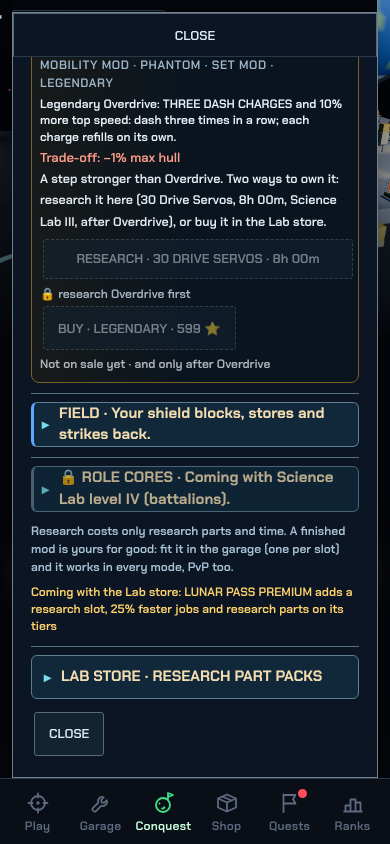 CLOSE
MOBILITY MOD · PHANTOM · SET MOD ·
LEGENDARY
Legendary Overdrive: THREE DASH CHARGES and 10%
more top speed: dash three times in a row; each
charge refills on its own.
Trade-off: −1% max hull
A step stronger than Overdrive. Two ways to own it:
research it here (30 Drive Servos, 8h 00m, Science
Lab III, after Overdrive), or buy it in the Lab store.
RESEARCH · 30 DRIVE SERVOS · 8h 00m
🔒 research Overdrive first
BUY · LEGENDARY · 599 ⭐
Not on sale yet · and only after Overdrive
▸ FIELD · Your shield blocks, stores and
strikes back.
▸ 🔒 ROLE CORES · Coming with Science
Lab level IV (battalions).
Research costs only research parts and time. A finished
mod is yours for good: fit it in the garage (one per slot)
and it works in every mode, PvP too.
Coming with the Lab store: LUNAR PASS PREMIUM adds a
research slot, 25% faster jobs and research parts on its
tiers
▸ LAB STORE · RESEARCH PART PACKS
CLOSE
Play Garage Conquest Shop Quests Ranks